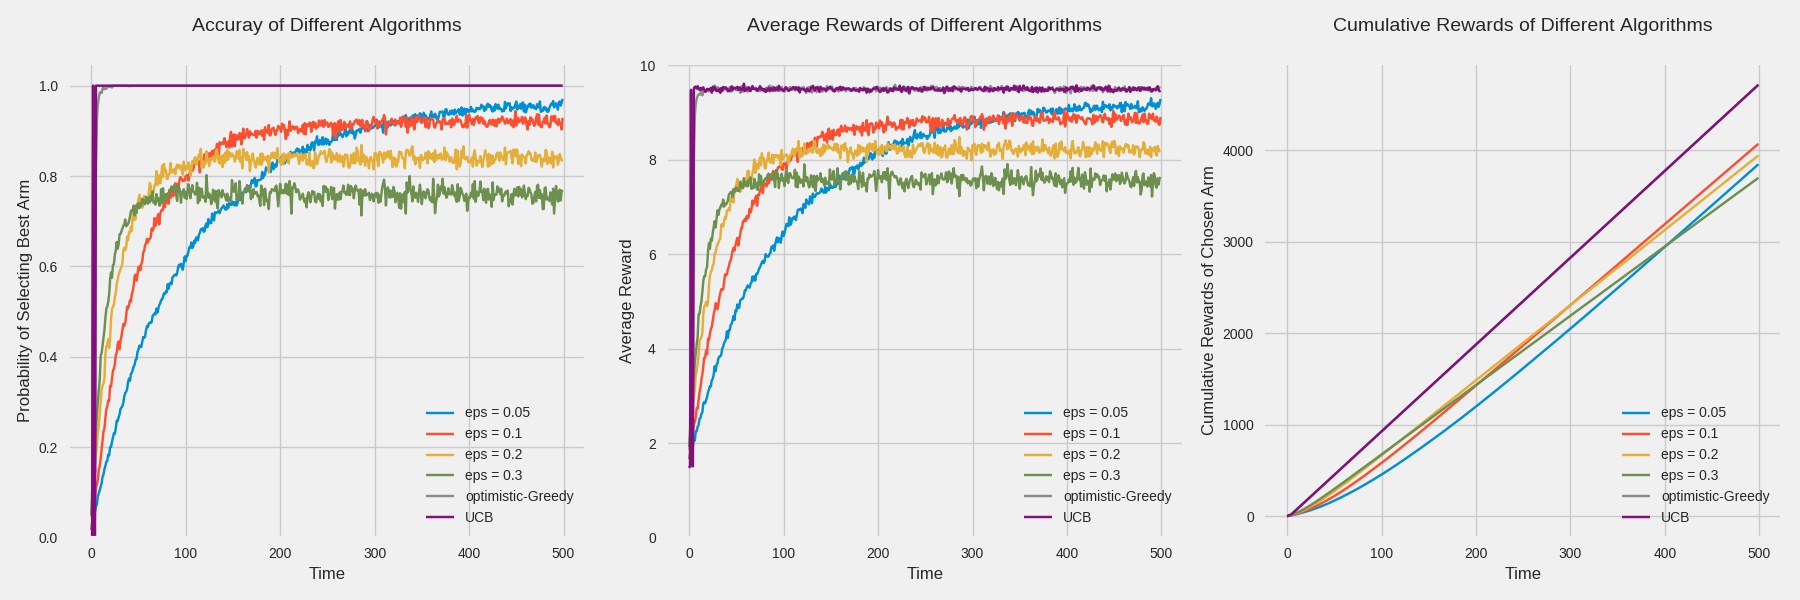 Accuray of Different Algorithms
Probability of Selecting Best Arm
1.0
0.8
0.6
0.4
0.2
0.0
eps = 0.05
eps = 0.1
eps = 0.2
eps = 0.3
optimistic-Greedy
UCB
0 100 200 300 400 500
Time
Average Rewards of Different Algorithms
Average Reward
10
8
6
4
2
0
eps = 0.05
eps = 0.1
eps = 0.2
eps = 0.3
optimistic-Greedy
UCB
0 100 200 300 400 500
Time
Cumulative Rewards of Different Algorithms
Cumulative Rewards of Chosen Arm
4000
3000
2000
1000
0
eps = 0.05
eps = 0.1
eps = 0.2
eps = 0.3
optimistic-Greedy
UCB
0 100 200 300 400 500
Time